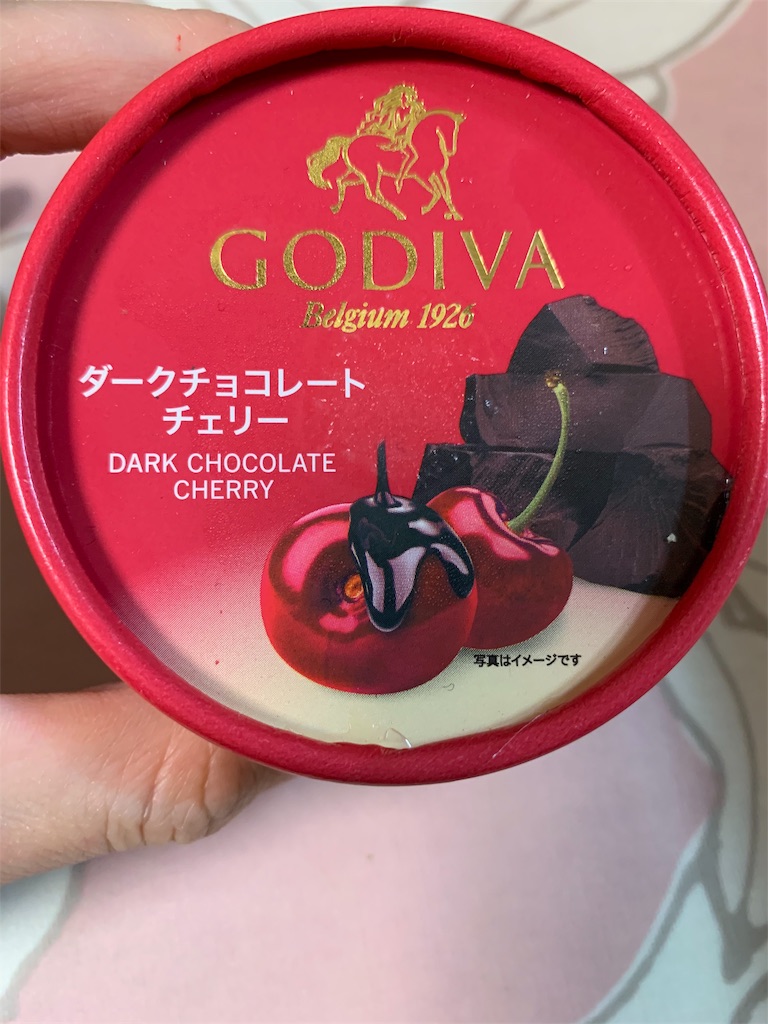 GODIVA
Belgium 1926
ダークチョコレート
チェリー
DARK CHOCOLATE
CHERRY
写真はイメージです